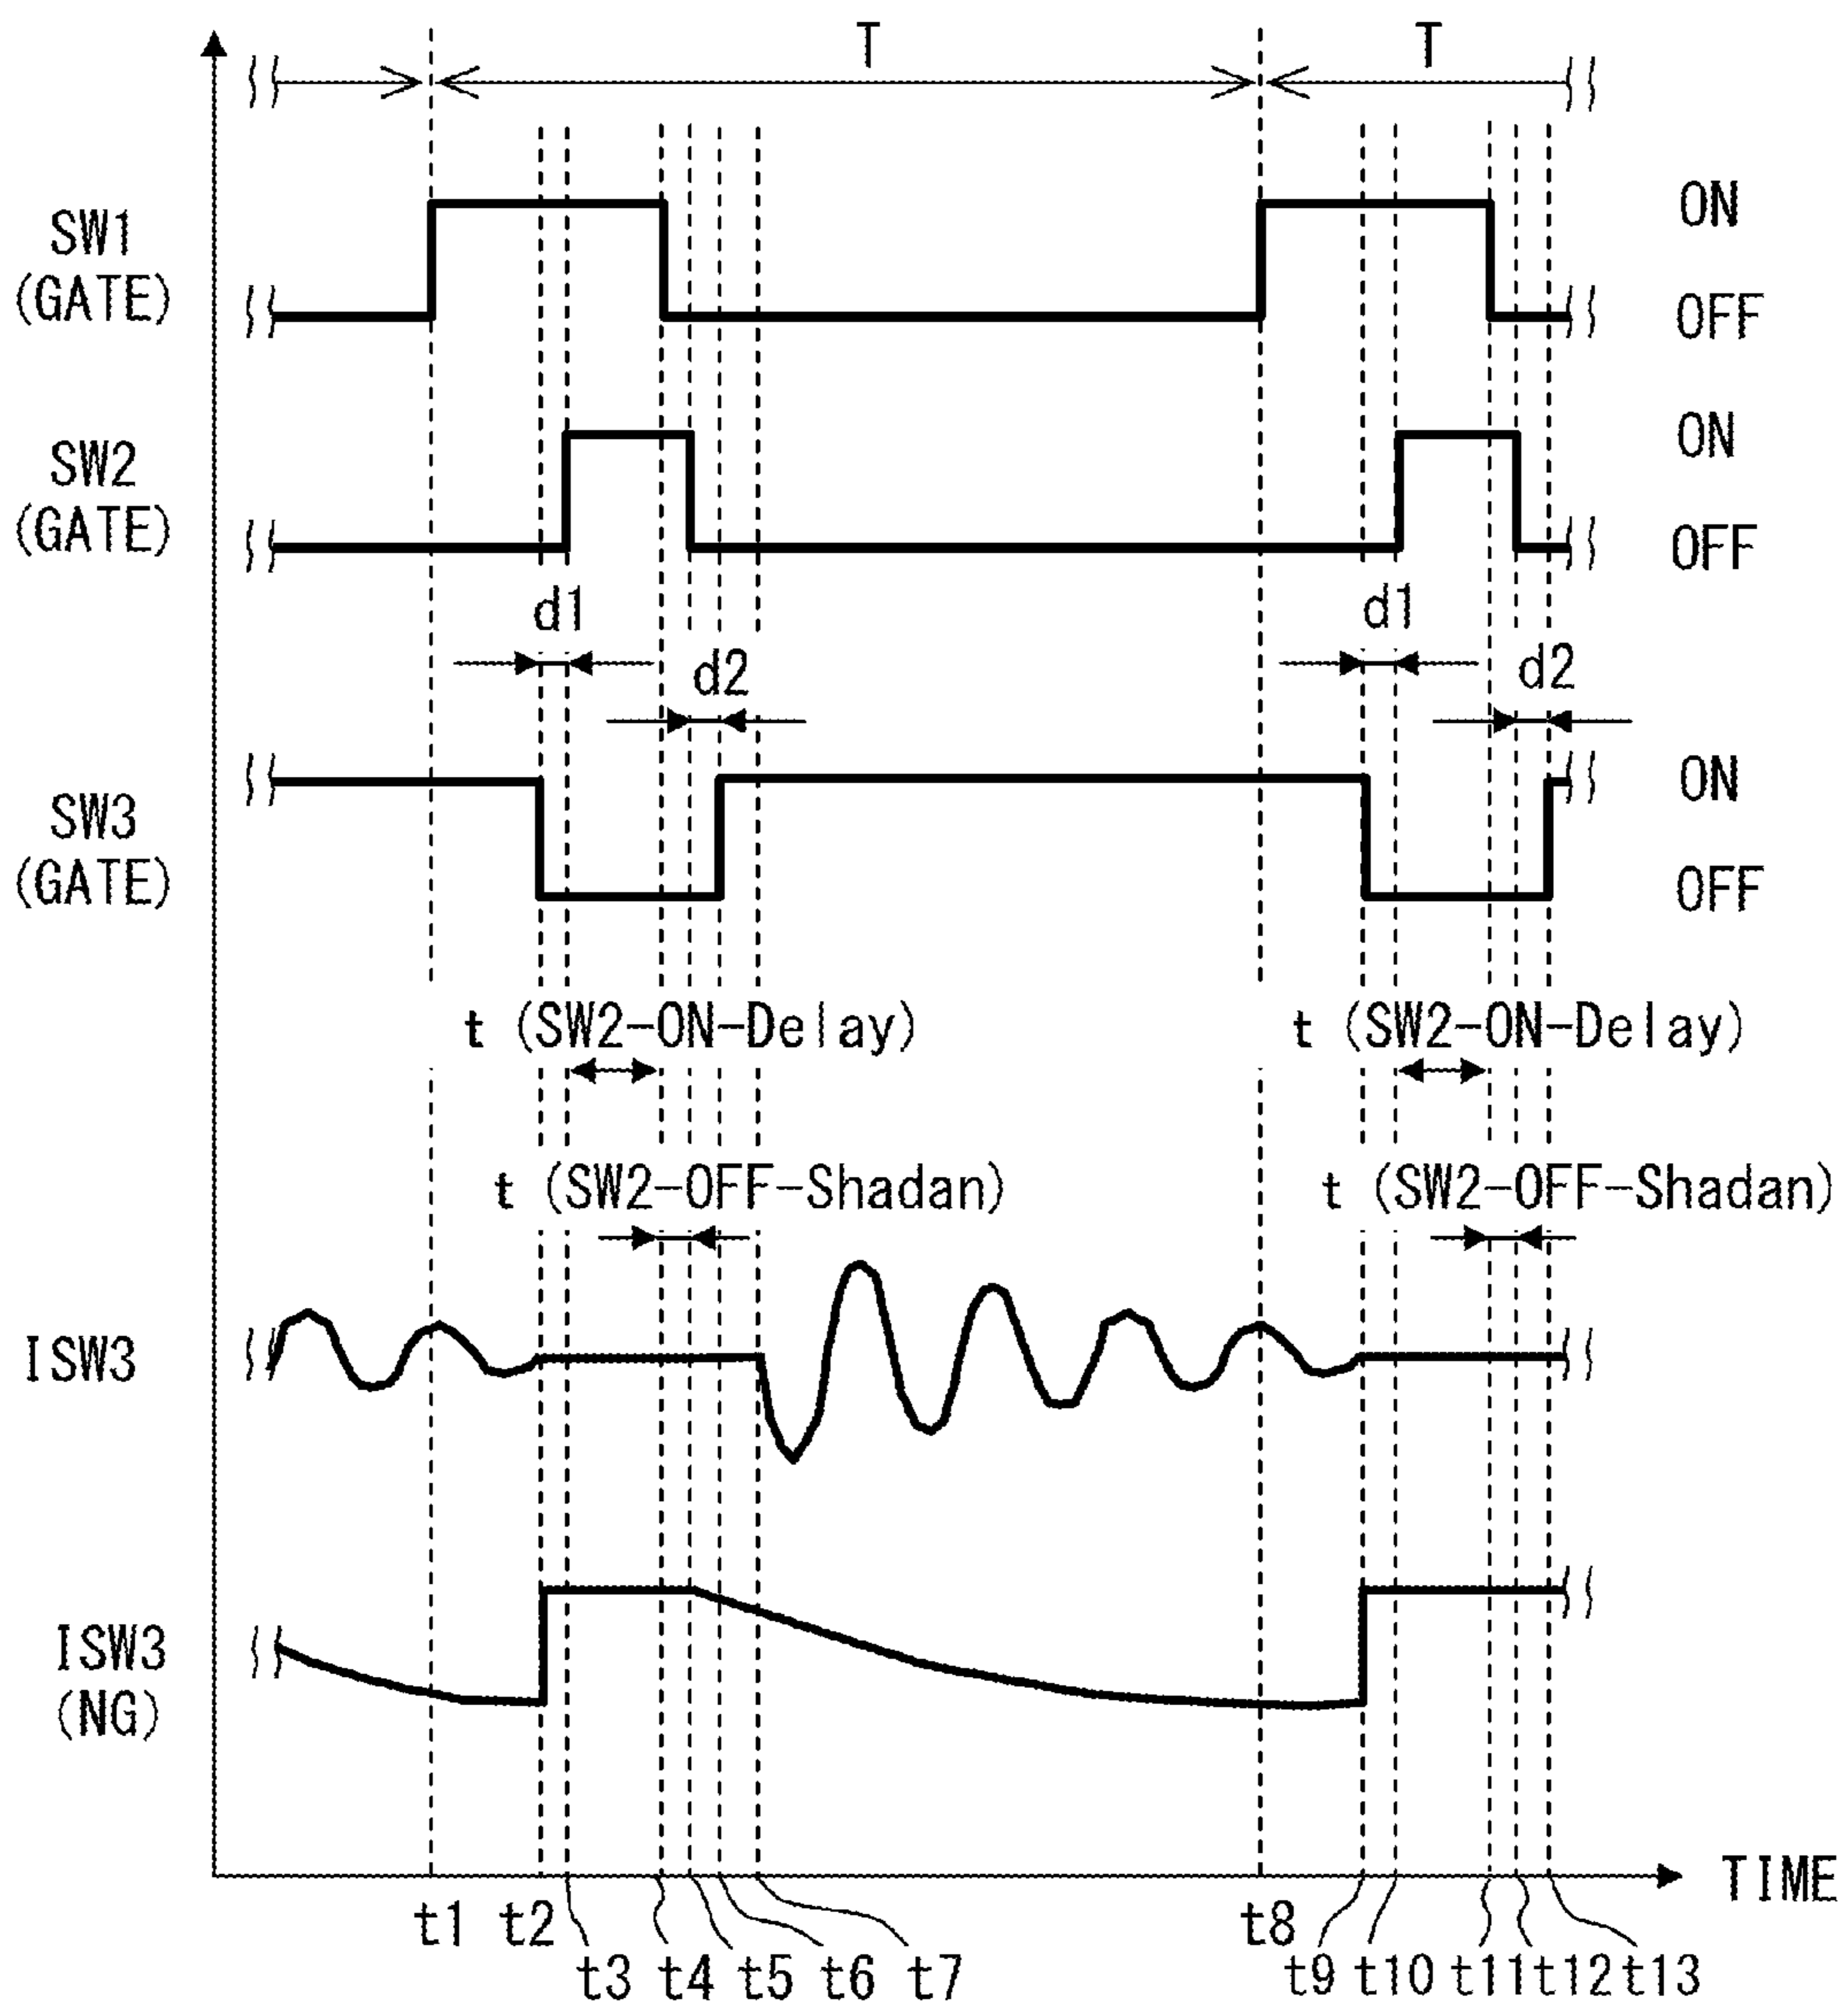 T T
SW1
(GATE)
ON
OFF
SW2
(GATE)
ON
OFF
d1 d1
d2 d2
SW3
(GATE)
ON
OFF
t (SW2-ON-Delay) t (SW2-ON-Delay)
t (SW2-OFF-Shadan) t (SW2-OFF-Shadan)
ISW3
ISW3
(NG)
TIME
t1 t2 t8
t3 t4 t5 t6 t7 t9 t10 t11 t12 t13